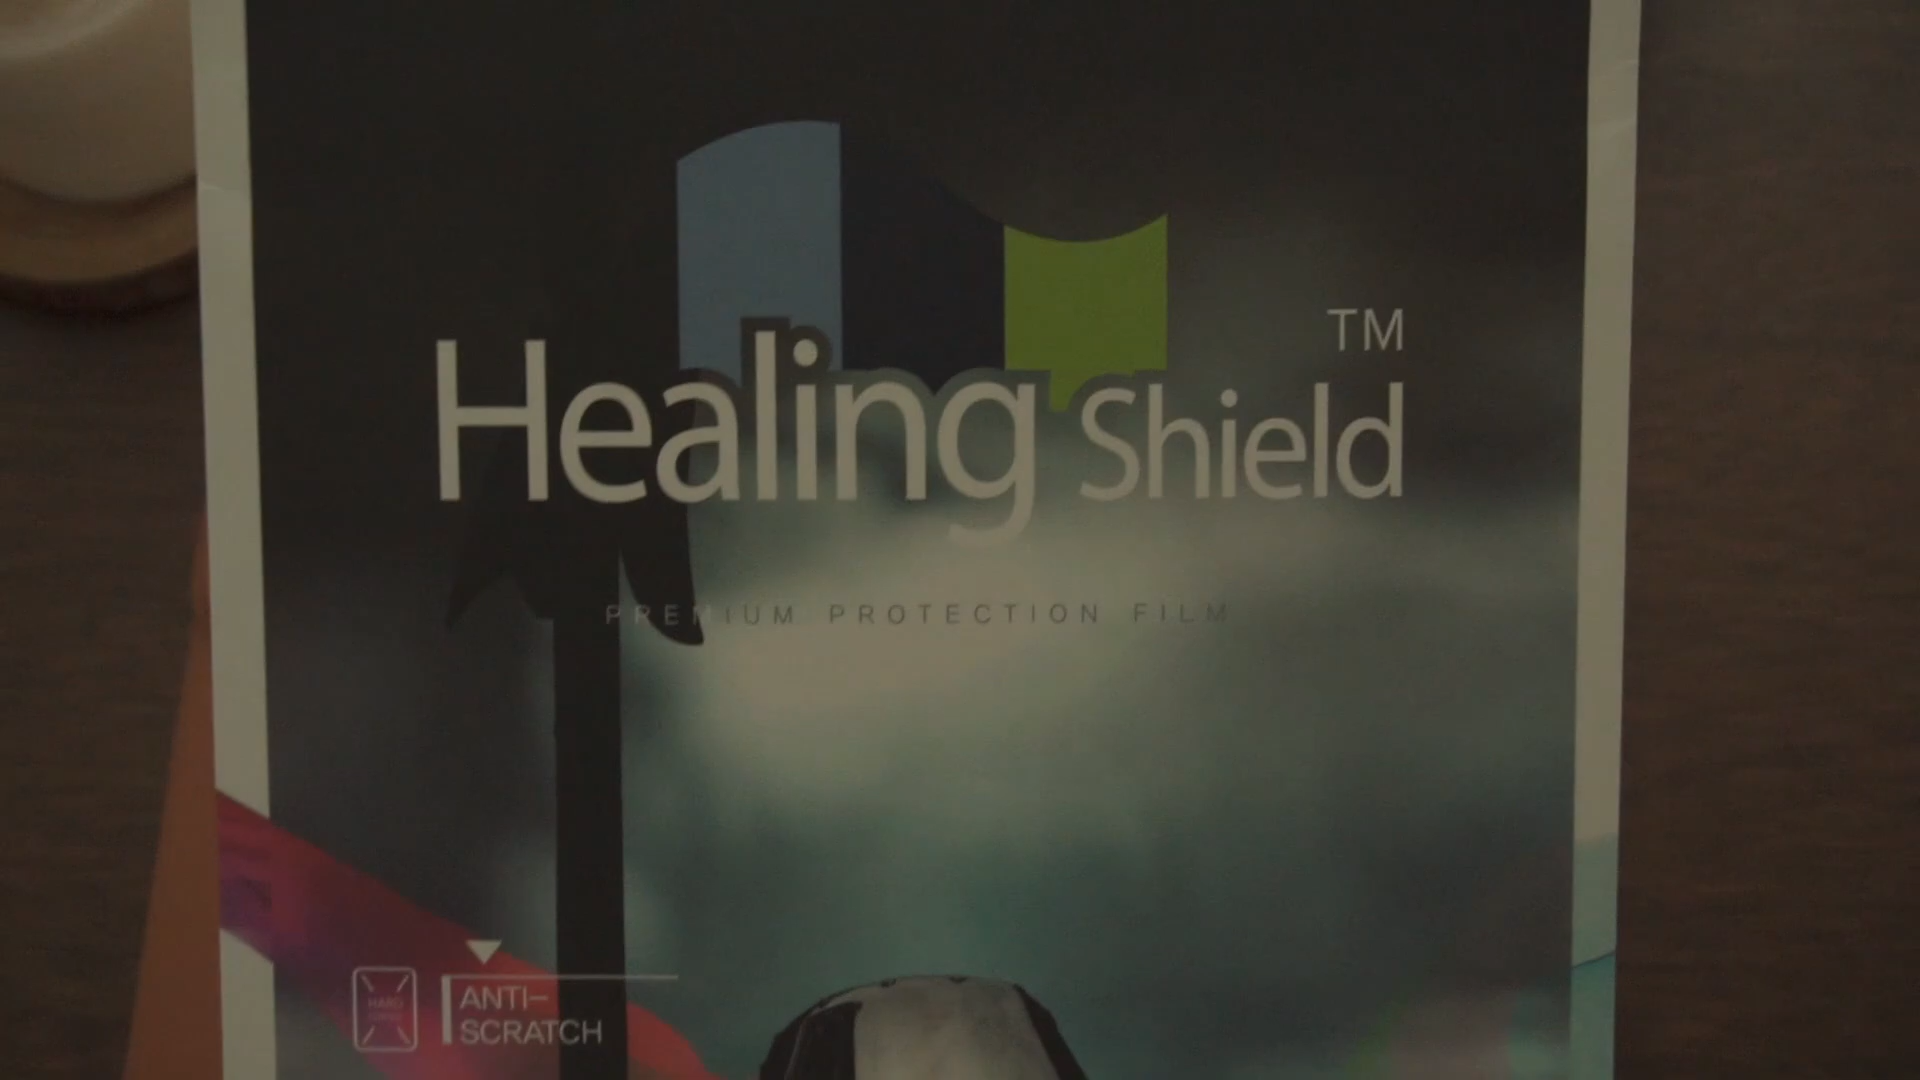 TM
Healing Shield
PREMIUM PROTECTION FILM
ANTI-
SCRATCH